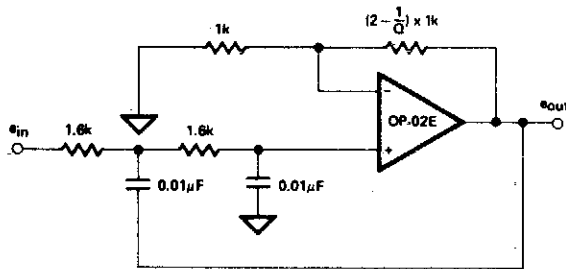 1k
(2 − 1/Q) × 1k
e_in
1.6k
1.6k
−
OP-02E
+
e_out
0.01μF
0.01μF